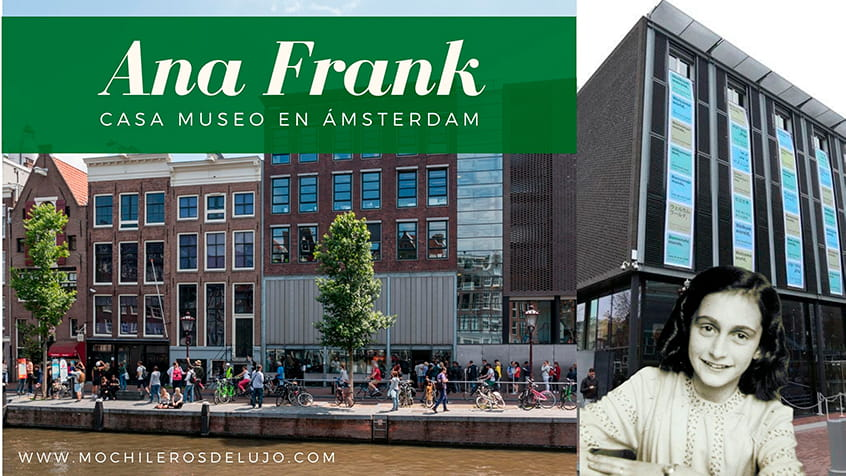 Ana Frank
CASA MUSEO EN ÁMSTERDAM
WWW.MOCHILEROSDELUJO.COM